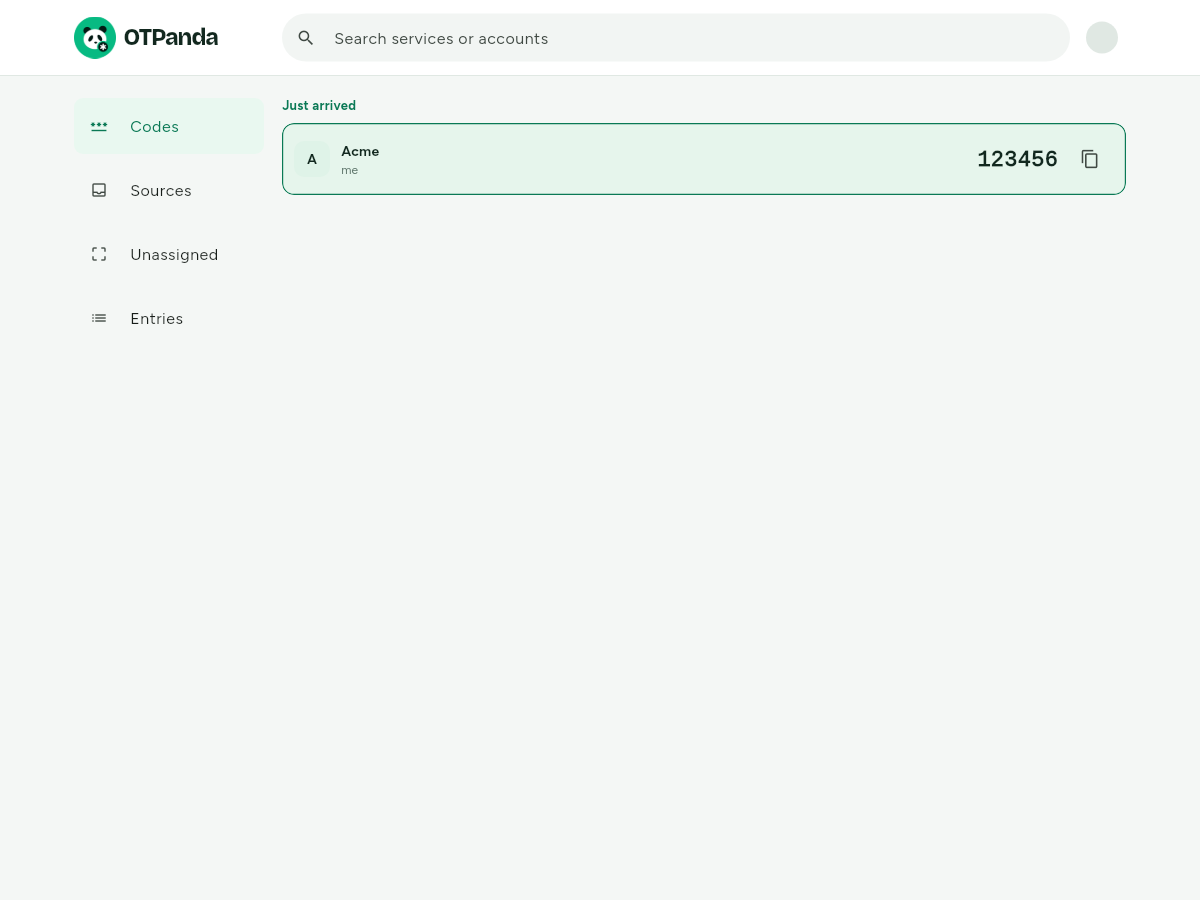 OTPanda
Search services or accounts
Codes
Sources
Unassigned
Entries
Just arrived
A
Acme
me
123456